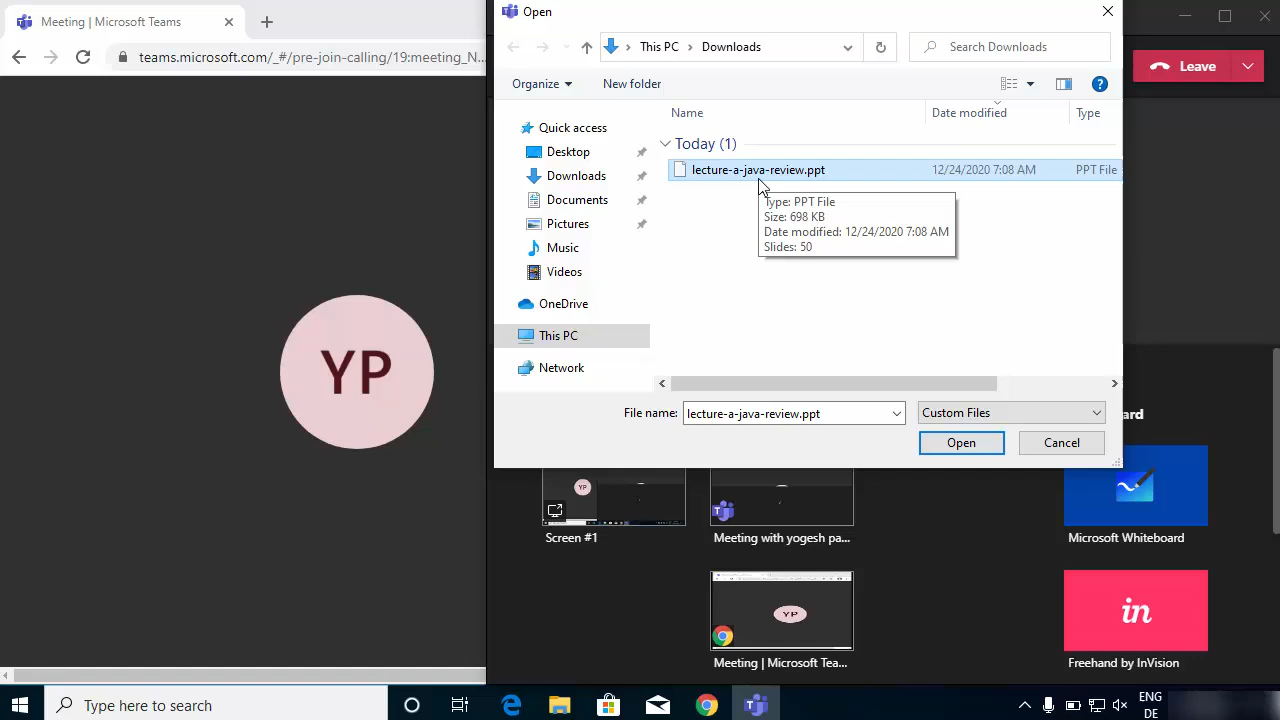 Meeting | Microsoft Teams
teams.microsoft.com/_#/pre-join-calling/19:meeting_N...
YP
Open
This PC
Downloads
Search Downloads
Organize
New folder
Name
Date modified
Type
Quick access
Desktop
Downloads
Documents
Pictures
Music
Videos
OneDrive
This PC
Network
Today (1)
lecture-a-java-review.ppt 12/24/2020 7:08 AM PPT File
Type: PPT File
Size: 698 KB
Date modified: 12/24/2020 7:08 AM
Slides: 50
File name: lecture-a-java-review.ppt
Custom Files
Open
Cancel
Leave
ard
YP
Screen #1
Meeting with yogesh pa...
Microsoft Whiteboard
YP
Meeting | Microsoft Tea...
in
Freehand by InVision
Type here to search
ENG
DE